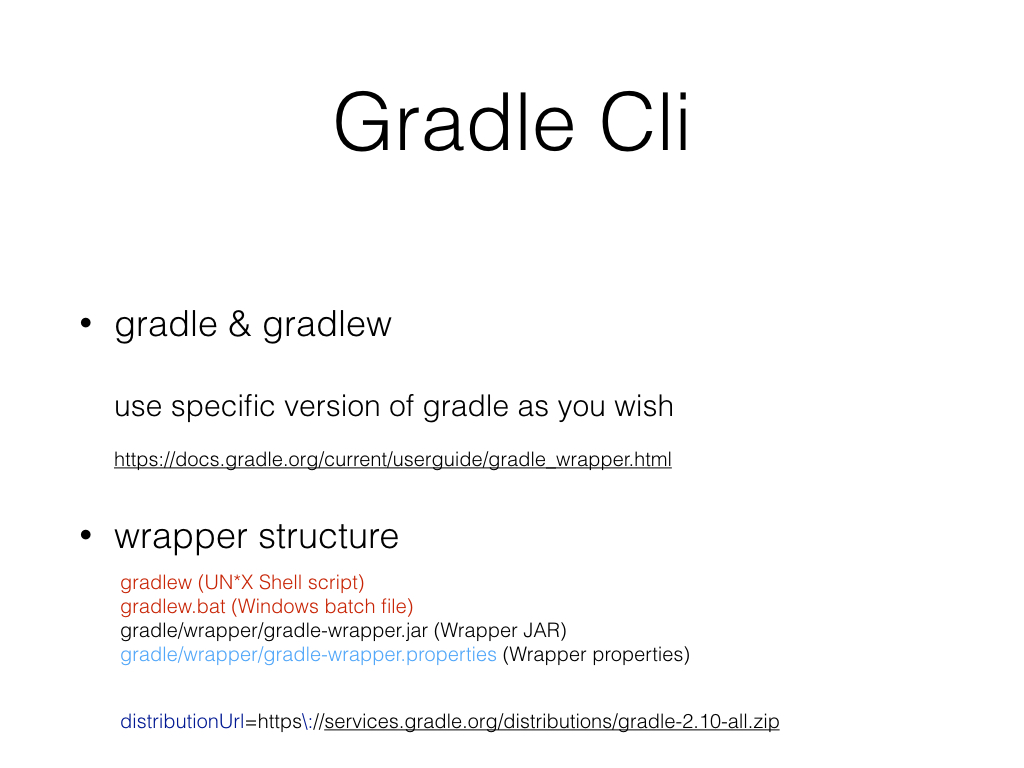 Gradle Cli
• gradle & gradlew
use specific version of gradle as you wish
https://docs.gradle.org/current/userguide/gradle_wrapper.html
• wrapper structure
gradlew (UN*X Shell script)
gradlew.bat (Windows batch file)
gradle/wrapper/gradle-wrapper.jar (Wrapper JAR)
gradle/wrapper/gradle-wrapper.properties (Wrapper properties)
distributionUrl=https\://services.gradle.org/distributions/gradle-2.10-all.zip